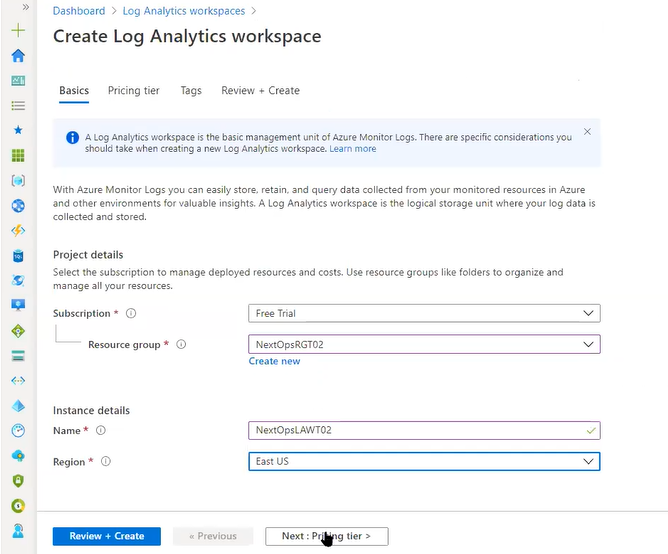 Dashboard > Log Analytics workspaces >
Create Log Analytics workspace
Basics Pricing tier Tags Review + Create
A Log Analytics workspace is the basic management unit of Azure Monitor Logs. There are specific considerations you
should take when creating a new Log Analytics workspace. Learn more
With Azure Monitor Logs you can easily store, retain, and query data collected from your monitored resources in Azure
and other environments for valuable insights. A Log Analytics workspace is the logical storage unit where your log data is
collected and stored.
Project details
Select the subscription to manage deployed resources and costs. Use resource groups like folders to organize and
manage all your resources.
Subscription * Free Trial
Resource group * NextOpsRGT02
Create new
Instance details
Name * NextOpsLAWT02
Region * East US
Review + Create « Previous Next : Pricing tier >